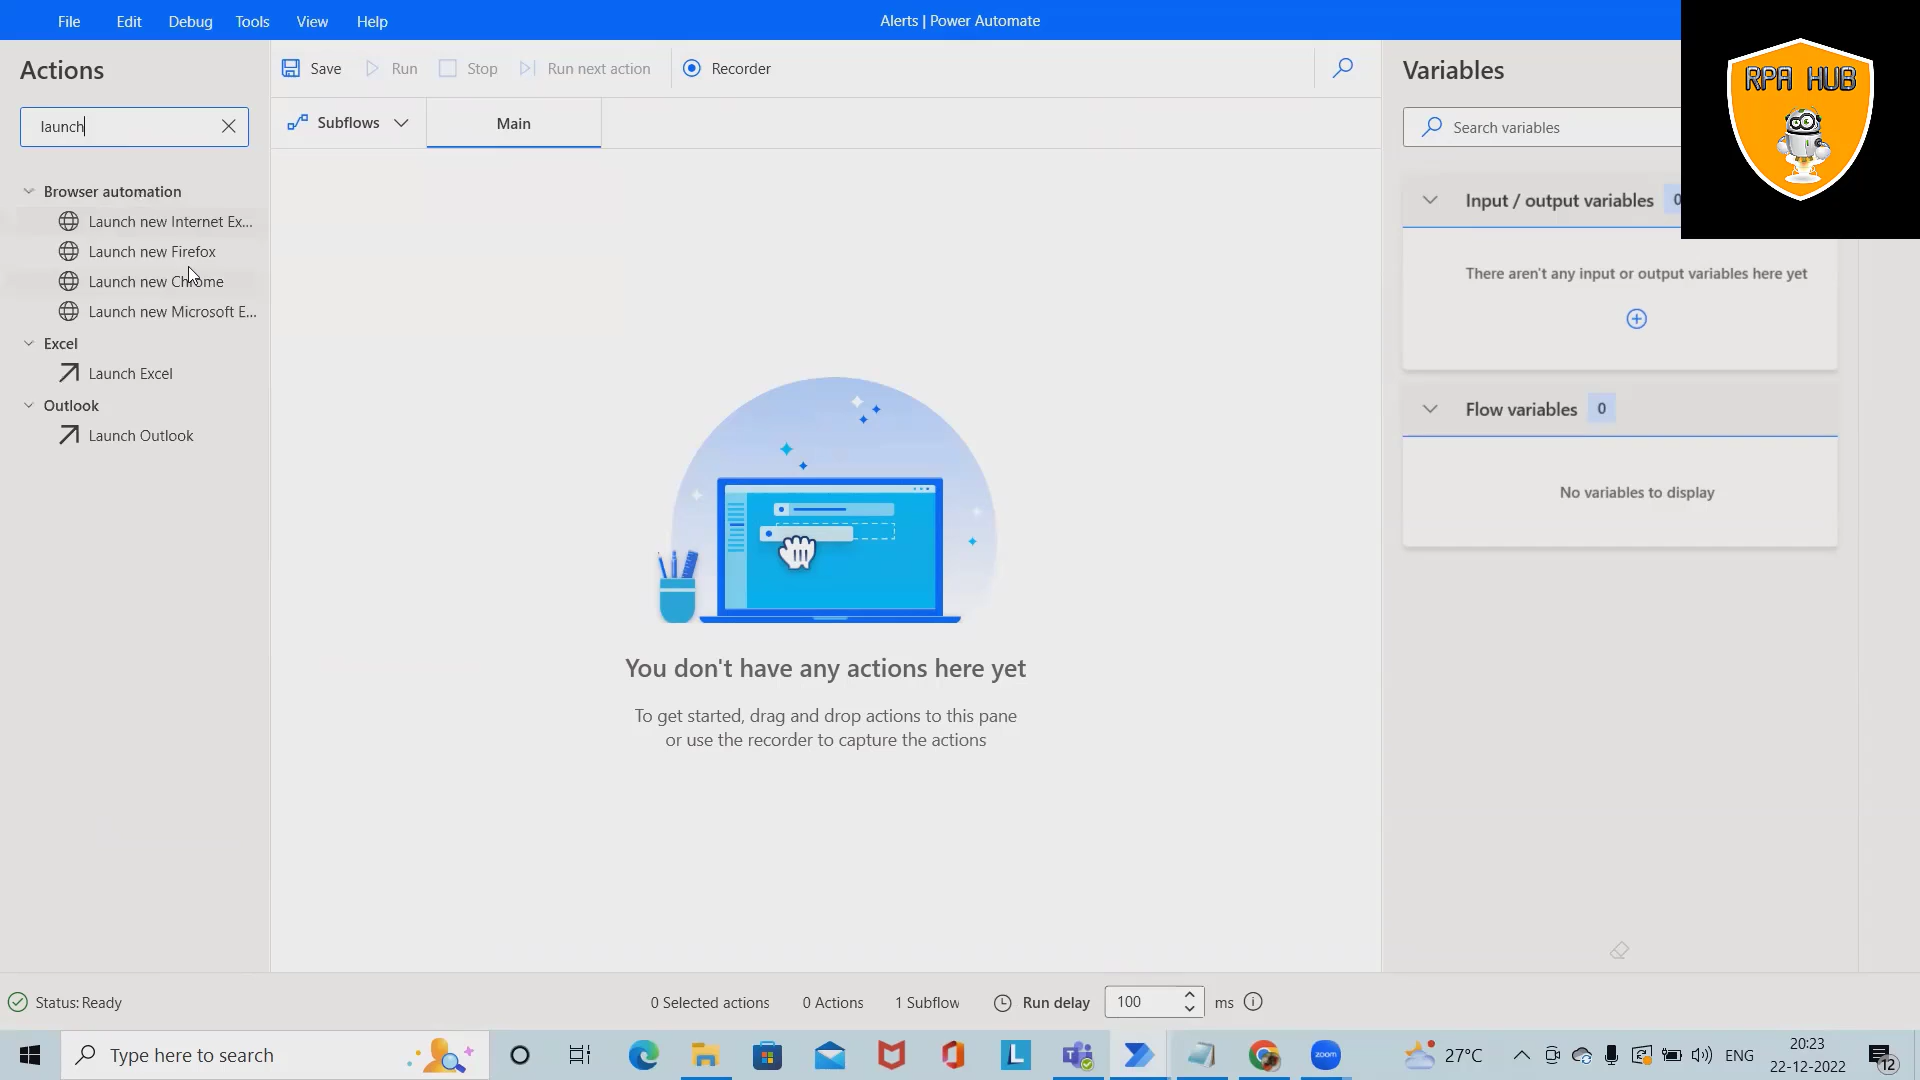 File Edit Debug Tools View Help
Alerts | Power Automate
RPA HUB
Actions
launch
Browser automation
Launch new Internet Ex...
Launch new Firefox
Launch new Chrome
Launch new Microsoft E...
Excel
Launch Excel
Outlook
Launch Outlook
Save Run Stop Run next action Recorder
Subflows Main
You don't have any actions here yet
To get started, drag and drop actions to this pane
or use the recorder to capture the actions
Variables
Search variables
Input / output variables 0
There aren't any input or output variables here yet
Flow variables 0
No variables to display
Status: Ready 0 Selected actions 0 Actions 1 Subflow Run delay 100 ms
Type here to search
L
zoom
27°C
ENG
20:23
22-12-2022
12